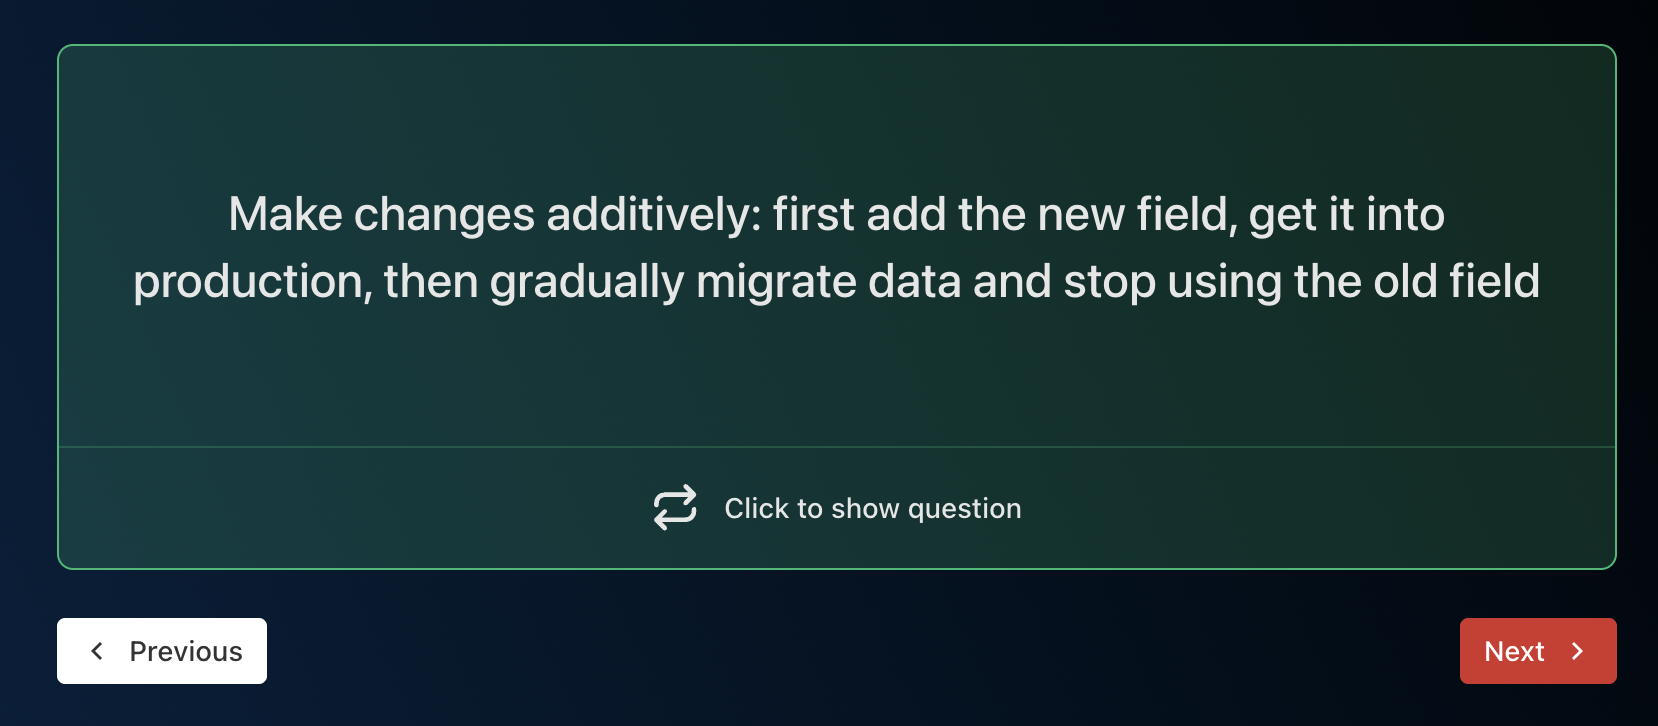 Make changes additively: first add the new field, get it into
production, then gradually migrate data and stop using the old field
Click to show question
Previous
Next